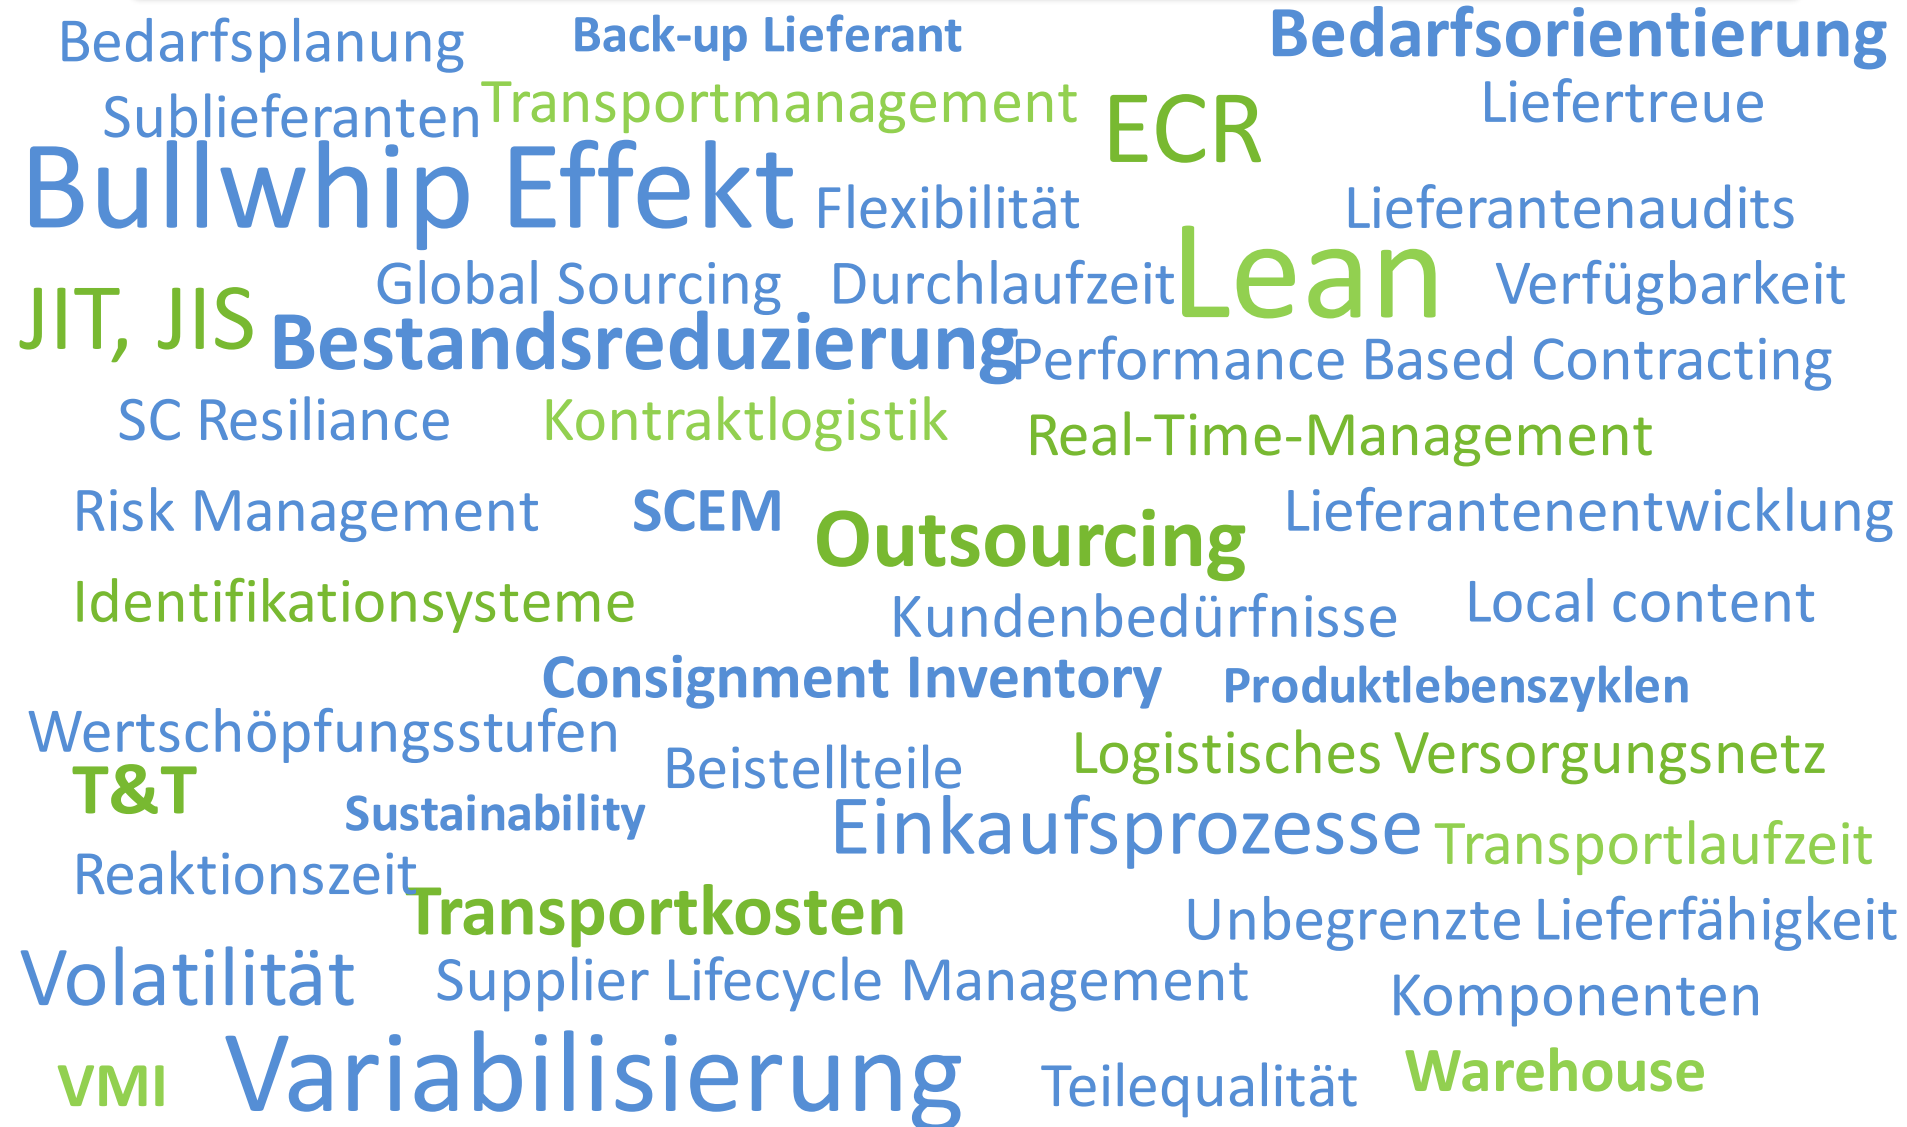 Bedarfsplanung
Back-up Lieferant
Bedarfsorientierung
Sublieferanten
Transportmanagement
ECR
Liefertreue
Bullwhip Effekt
Flexibilität
Lieferantenaudits
JIT, JIS
Global Sourcing
Durchlaufzeit
Lean
Verfügbarkeit
Bestandsreduzierung
Performance Based Contracting
SC Resiliance
Kontraktlogistik
Real-Time-Management
Risk Management
SCEM
Outsourcing
Lieferantenentwicklung
Identifikationsysteme
Kundenbedürfnisse
Local content
Consignment Inventory
Produktlebenszyklen
Wertschöpfungsstufen
Beistellteile
Logistisches Versorgungsnetz
T&T
Sustainability
Einkaufsprozesse
Transportlaufzeit
Reaktionszeit
Transportkosten
Unbegrenzte Lieferfähigkeit
Volatilität
Supplier Lifecycle Management
Komponenten
VMI
Variabilisierung
Teilequalität
Warehouse